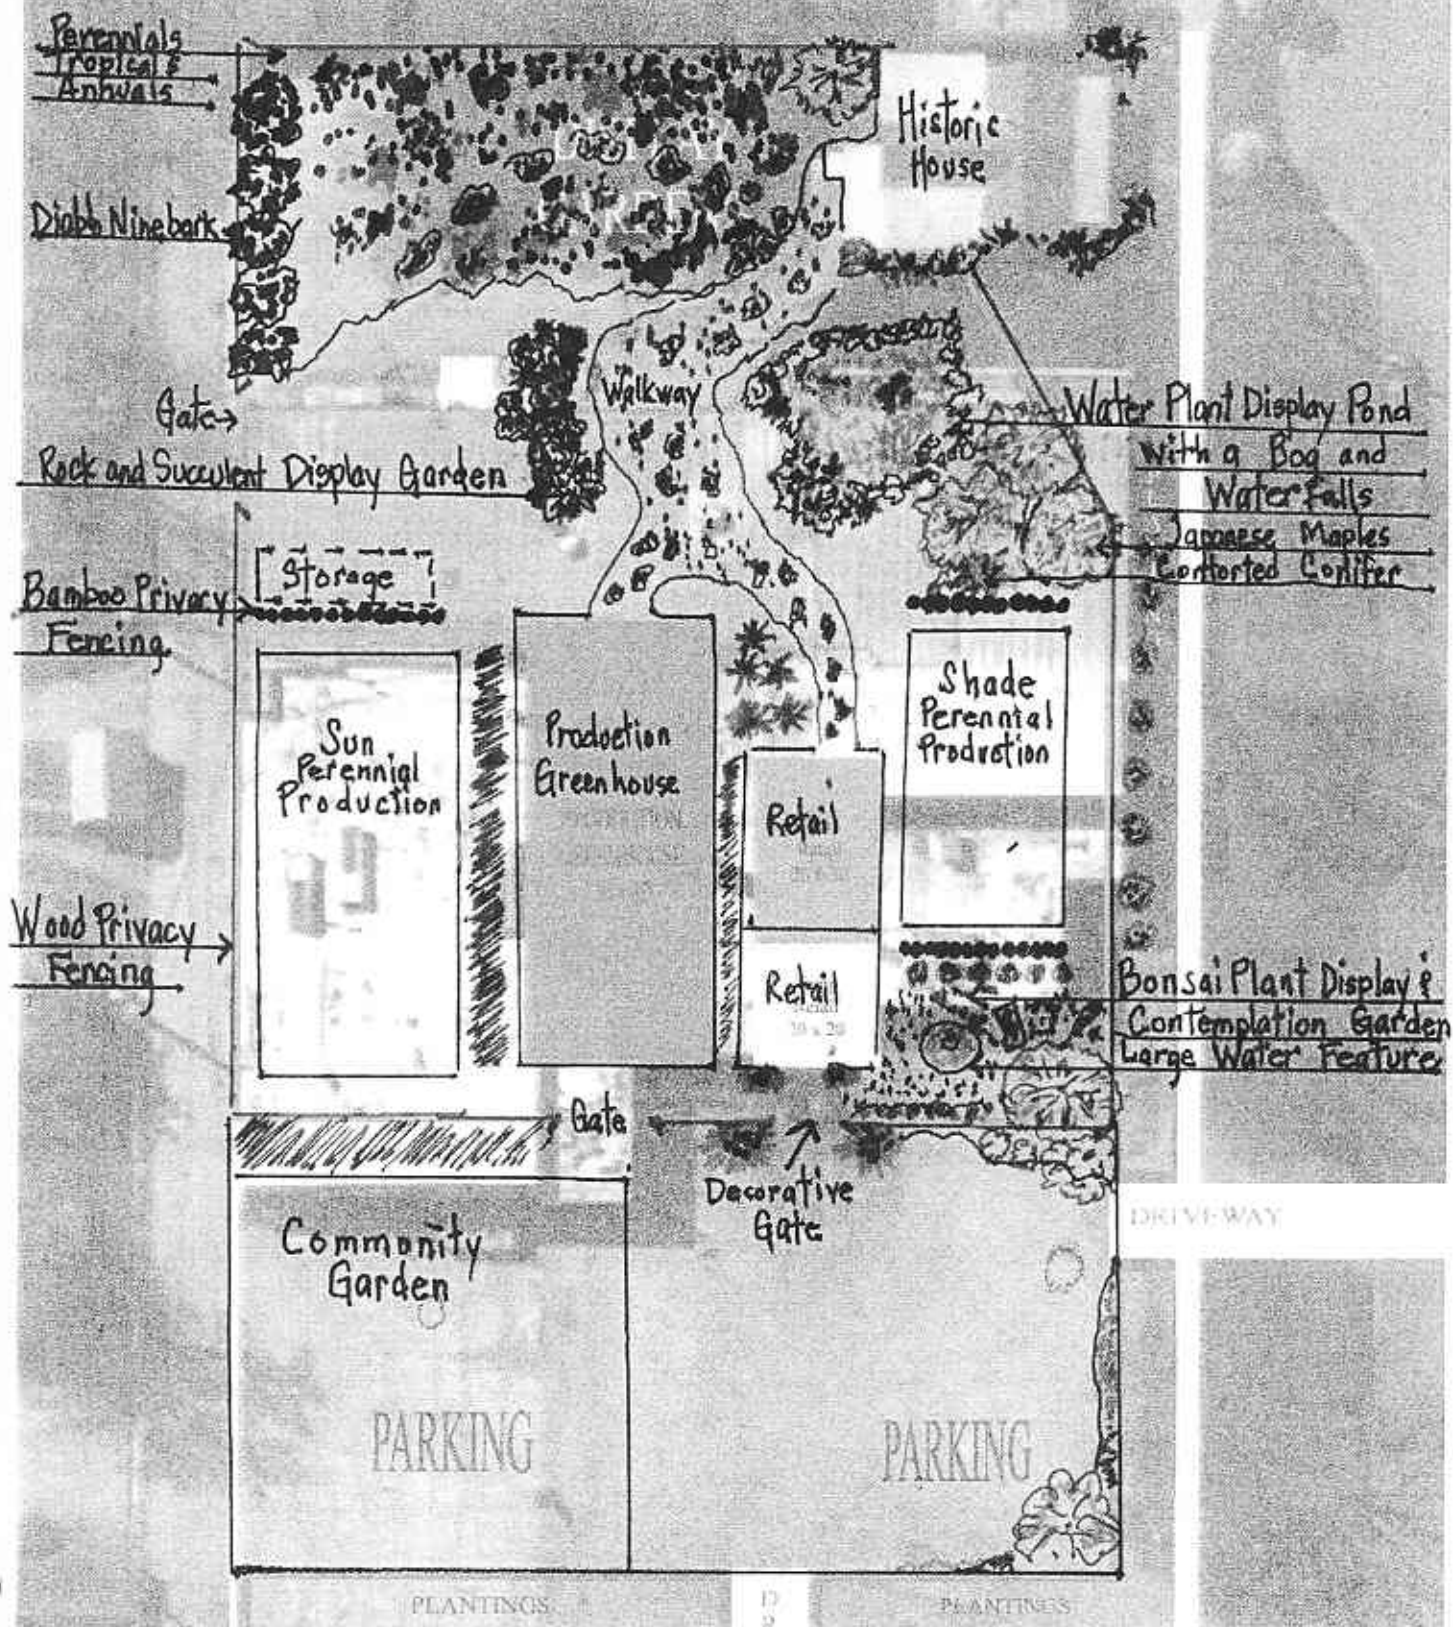 Perennials
Tropicals
Annuals
Historic
House
Diablo Ninebark
Walkway
Gate
Water Plant Display Pond
with a Bog and
Waterfalls
Japanese Maples
Contorted Conifer
Rock and Succulent Display Garden
Storage
Bamboo Privacy
Fencing
Sun
Perennial
Production
Production
Greenhouse
Shade
Perennial
Production
Retail
Wood Privacy
Fencing
Retail
Bonsai Plant Display &
Contemplation Garden
Large Water Feature
Gate
Decorative
Gate
DRIVEWAY
Community
Garden
PARKING
PARKING
PLANTINGS
PLANTINGS